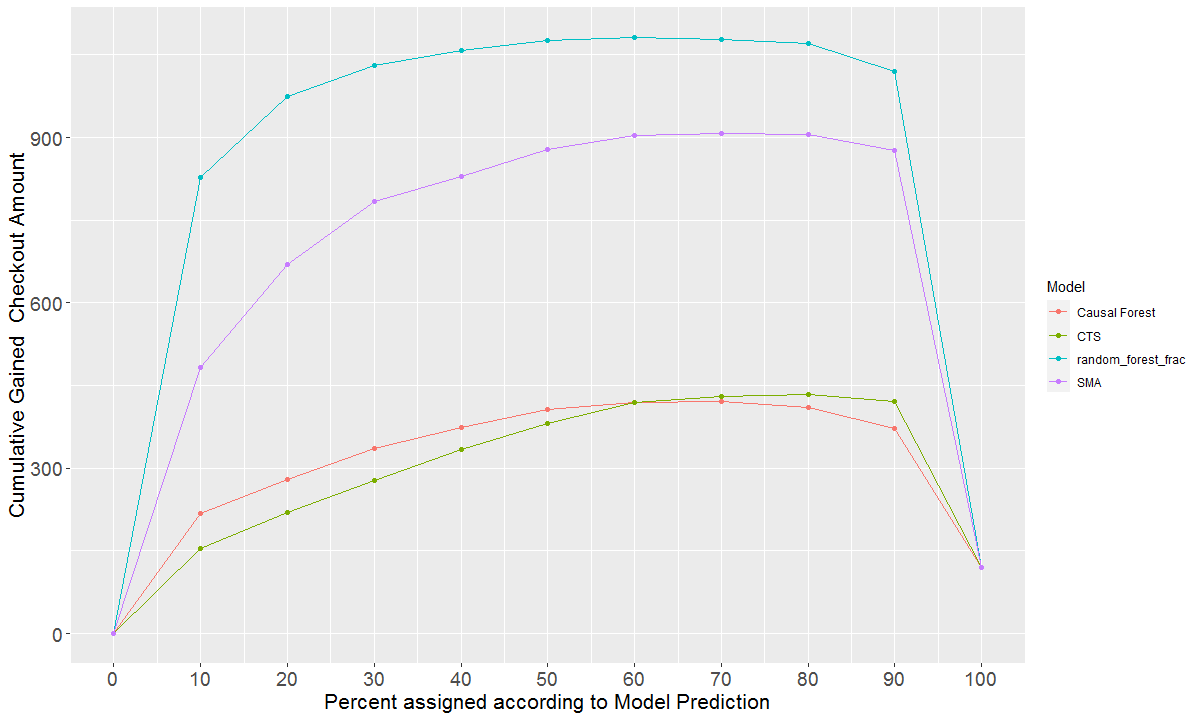 Cumulative Gained  Checkout Amount
900
600
300
0
0 10 20 30 40 50 60 70 80 90 100
Percent assigned according to Model Prediction
Model
Causal Forest
CTS
random_forest_frac
SMA